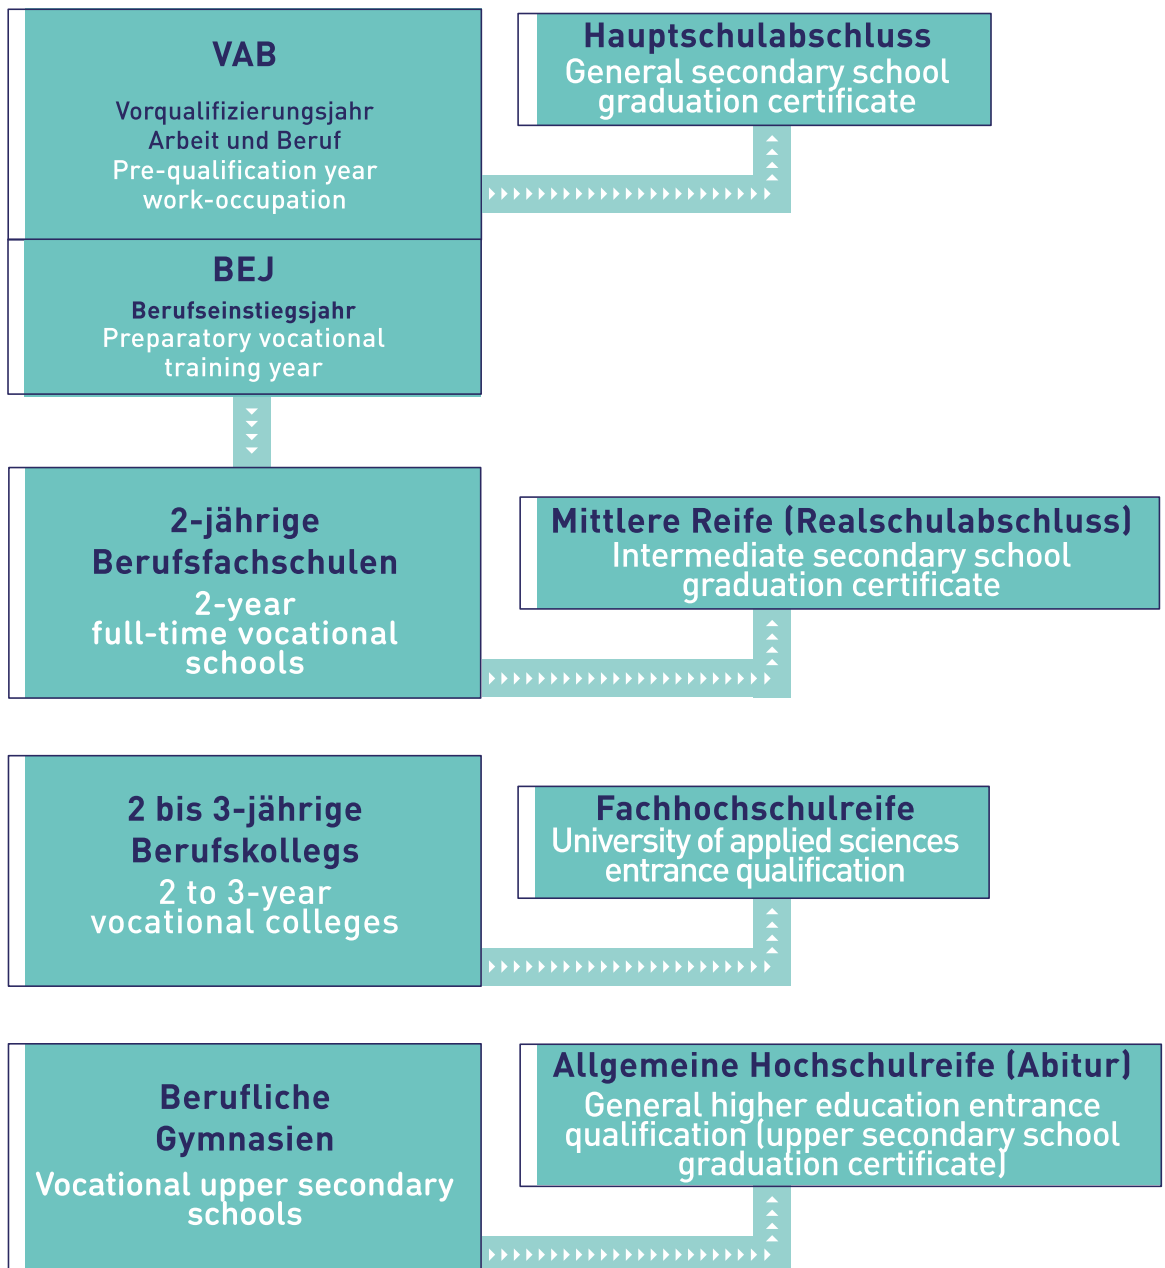 VAB
Vorqualifizierungsjahr
Arbeit und Beruf
Pre-qualification year
work-occupation
Hauptschulabschluss
General secondary school
graduation certificate
BEJ
Berufseinstiegsjahr
Preparatory vocational
training year
2-jährige
Berufsfachschulen
2-year
full-time vocational
schools
Mittlere Reife (Realschulabschluss)
Intermediate secondary school
graduation certificate
2 bis 3-jährige
Berufskollegs
2 to 3-year
vocational colleges
Fachhochschulreife
University of applied sciences
entrance qualification
Berufliche
Gymnasien
Vocational upper secondary
schools
Allgemeine Hochschulreife (Abitur)
General higher education entrance
qualification (upper secondary school
graduation certificate)